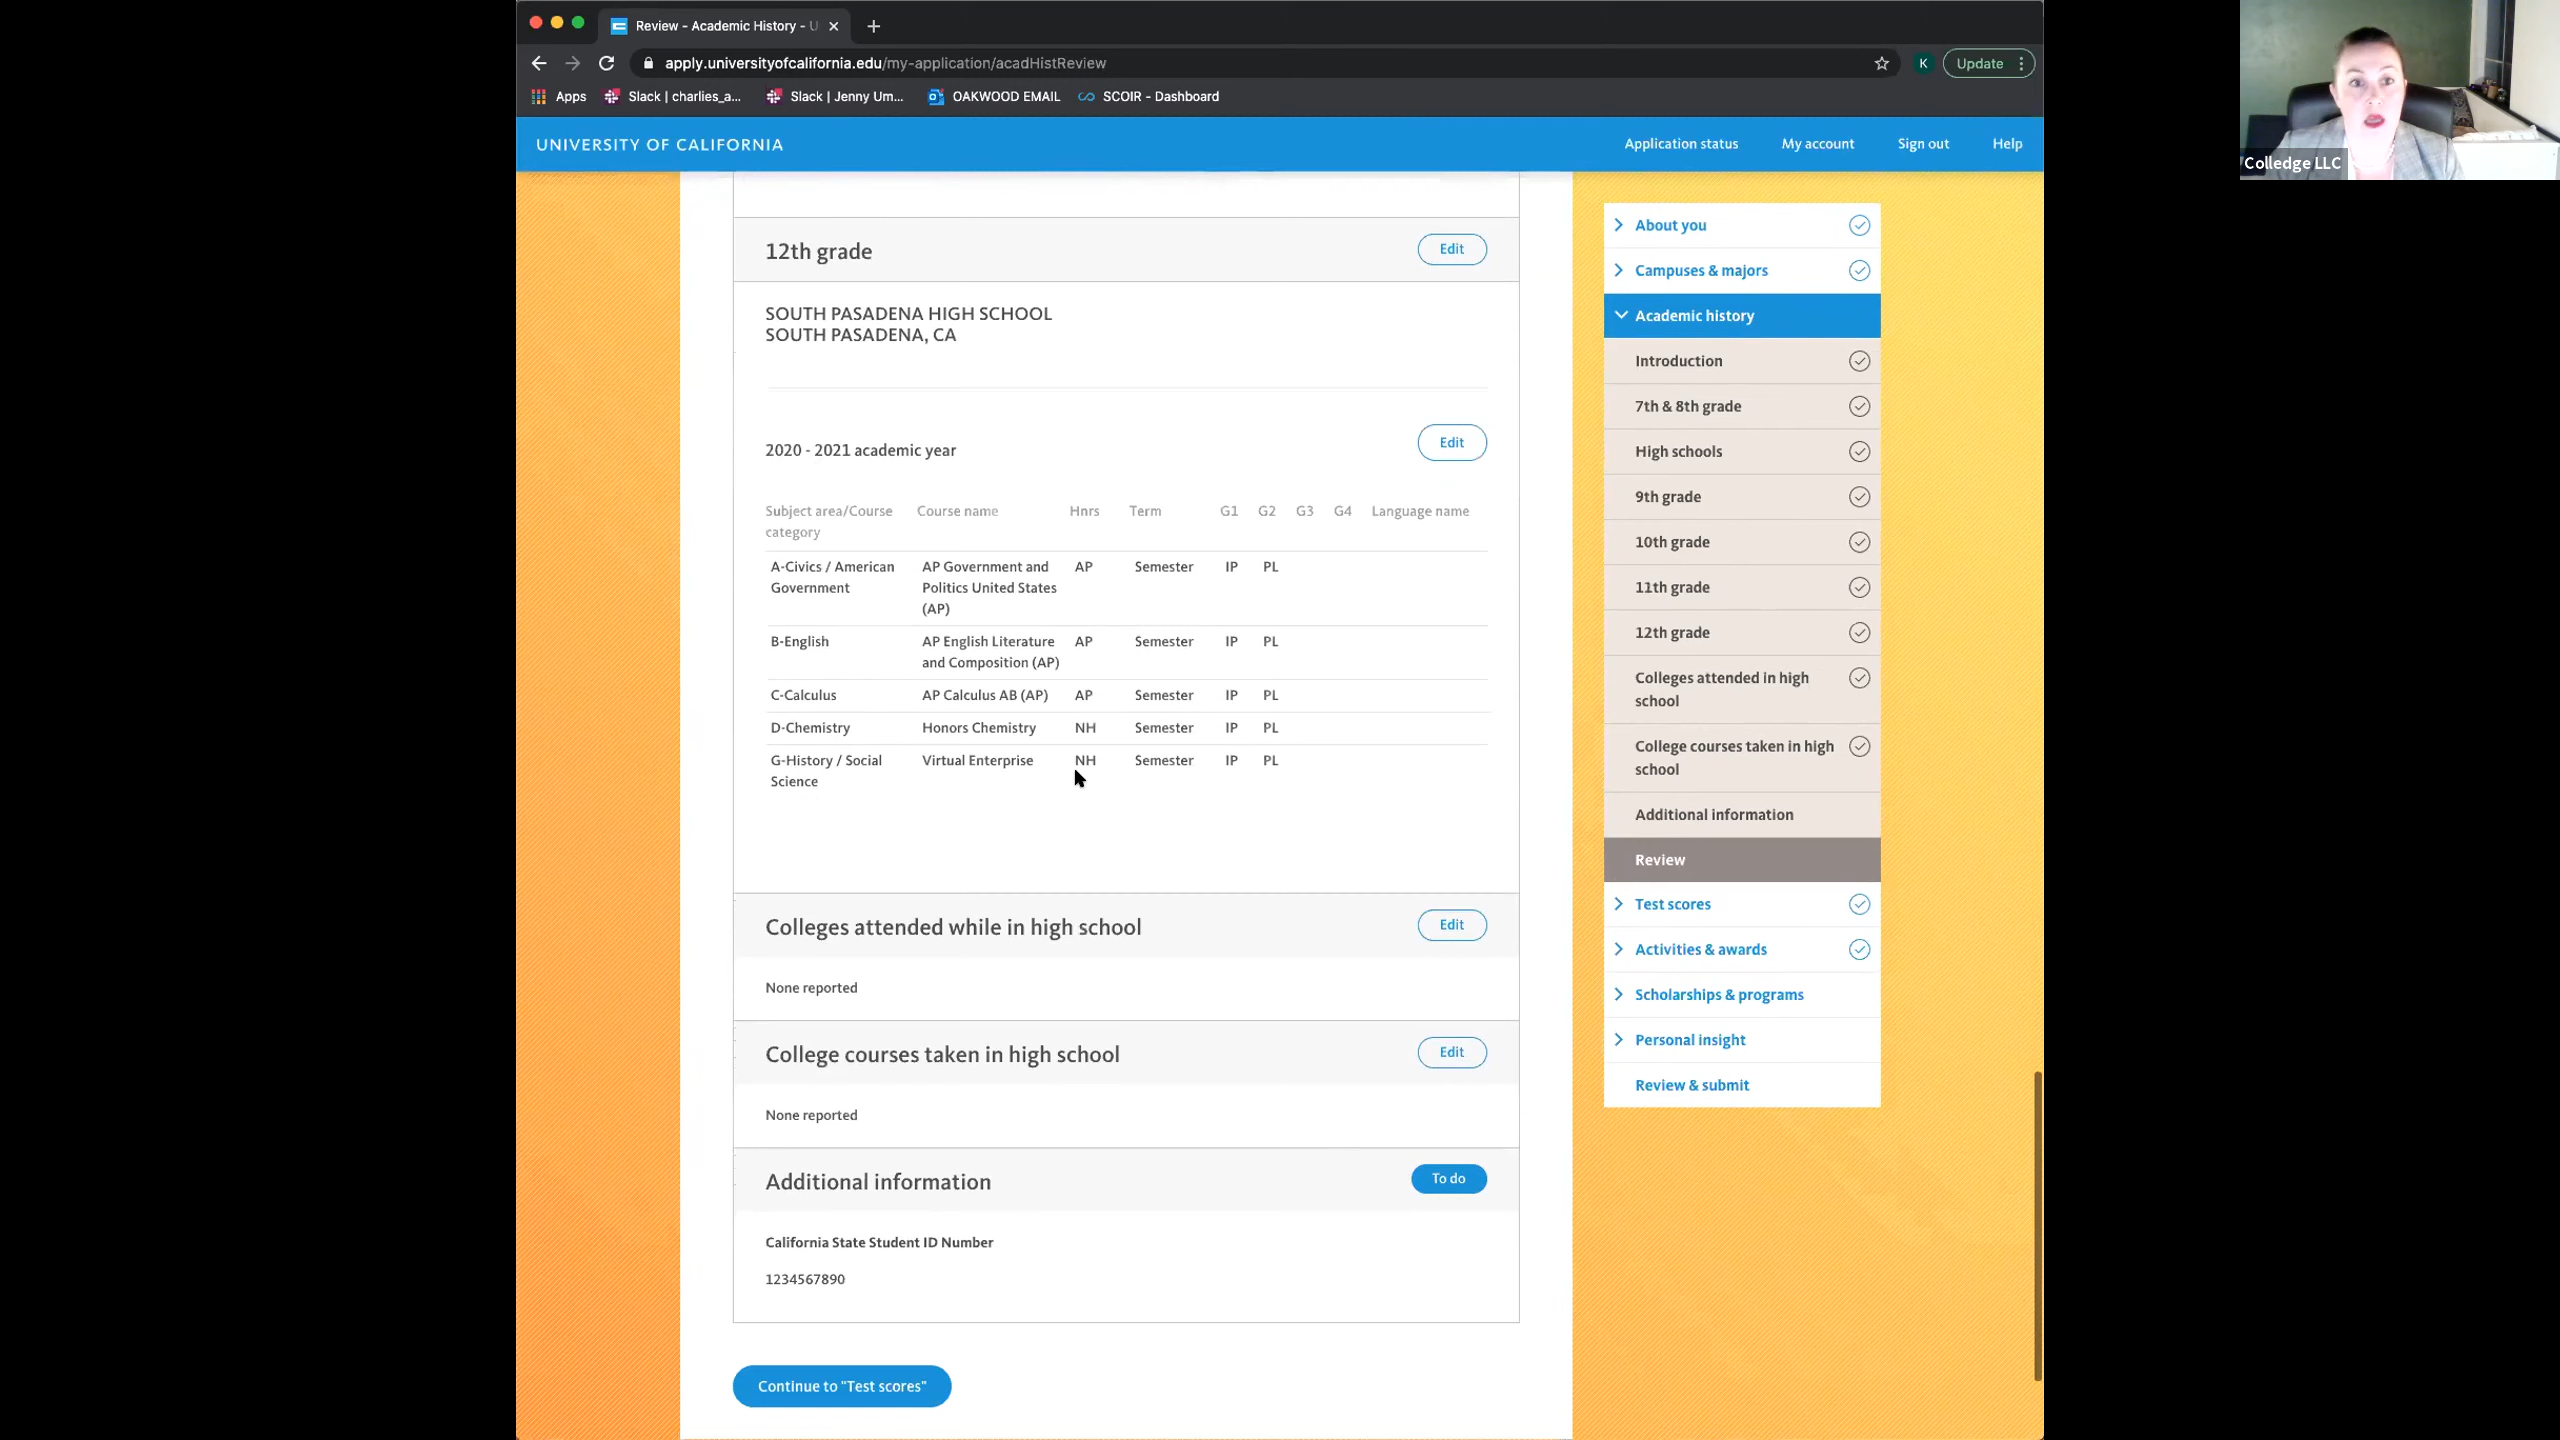 Review - Academic History - U
apply.universityofcalifornia.edu/my-application/acadHistReview
K
Update
Apps
Slack | charlies_a...
Slack | Jenny Um...
OAKWOOD EMAIL
SCOIR - Dashboard
UNIVERSITY OF CALIFORNIA
Application status
My account
Sign out
Help
Colledge LLC
12th grade
Edit
SOUTH PASADENA HIGH SCHOOL
SOUTH PASADENA, CA
2020 - 2021 academic year
Edit
Subject area/Course category Course name Hnrs Term G1 G2 G3 G4 Language name
A-Civics / American Government AP Government and Politics United States (AP) AP Semester IP PL
B-English AP English Literature and Composition (AP) AP Semester IP PL
C-Calculus AP Calculus AB (AP) AP Semester IP PL
D-Chemistry Honors Chemistry NH Semester IP PL
G-History / Social Science Virtual Enterprise NH Semester IP PL
Colleges attended while in high school
Edit
None reported
College courses taken in high school
Edit
None reported
Additional information
To do
California State Student ID Number
1234567890
Continue to "Test scores"
About you
Campuses & majors
Academic history
Introduction
7th & 8th grade
High schools
9th grade
10th grade
11th grade
12th grade
Colleges attended in high
school
College courses taken in high
school
Additional information
Review
Test scores
Activities & awards
Scholarships & programs
Personal insight
Review & submit